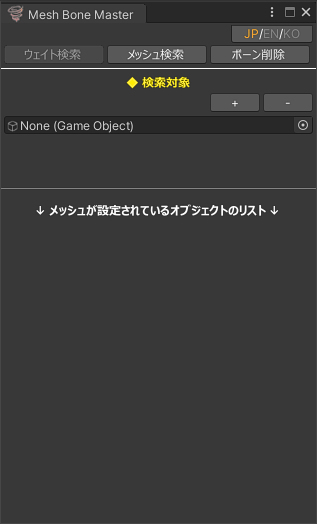 Mesh Bone Master
JP/EN/KO
ウェイト検索 メッシュ検索 ボーン削除
◆ 検索対象
+ -
None (Game Object)
↓ メッシュが設定されているオブジェクトのリスト ↓